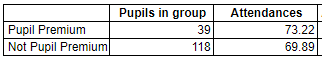 Pupils in group Attendances
Pupil Premium 39 73.22
Not Pupil Premium 118 69.89